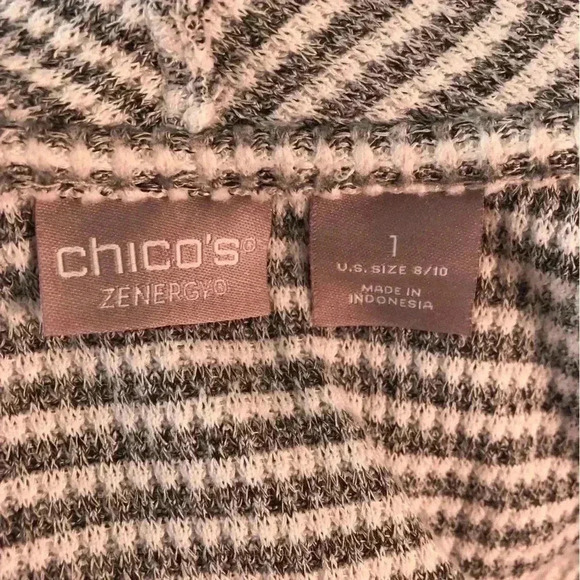 chico's®
ZENERGY®
1
U.S. SIZE 8/10
MADE IN
INDONESIA